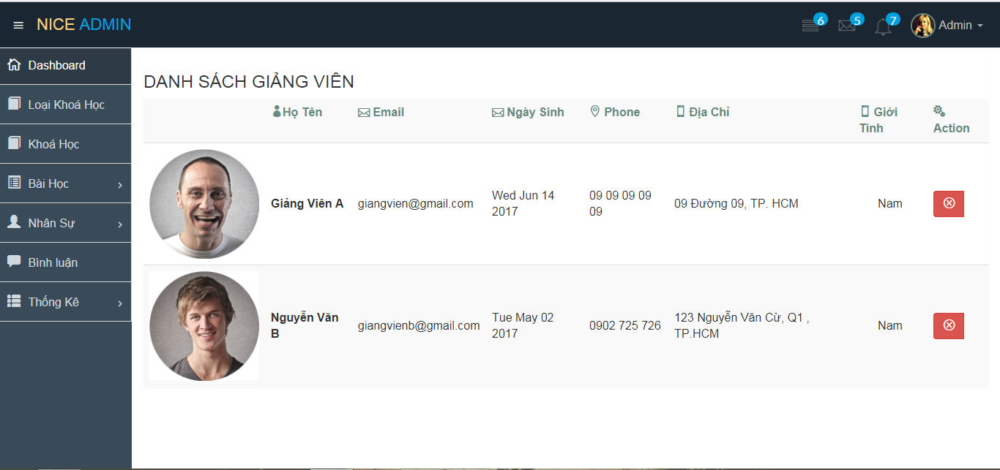 NICE ADMIN
6
5
7
Admin
Dashboard
Loại Khoá Học
Khoá Học
Bài Học
Nhân Sự
Bình luận
Thống Kê
DANH SÁCH GIẢNG VIÊN
Họ Tên
Email
Ngày Sinh
Phone
Địa Chỉ
Giới
Tính
Action
Giảng Viên A
giangvien@gmail.com
Wed Jun 14
2017
09 09 09 09
09
09 Đường 09, TP. HCM
Nam
Nguyễn Văn
B
giangvienb@gmail.com
Tue May 02
2017
0902 725 726
123 Nguyễn Văn Cừ, Q1 ,
TP.HCM
Nam